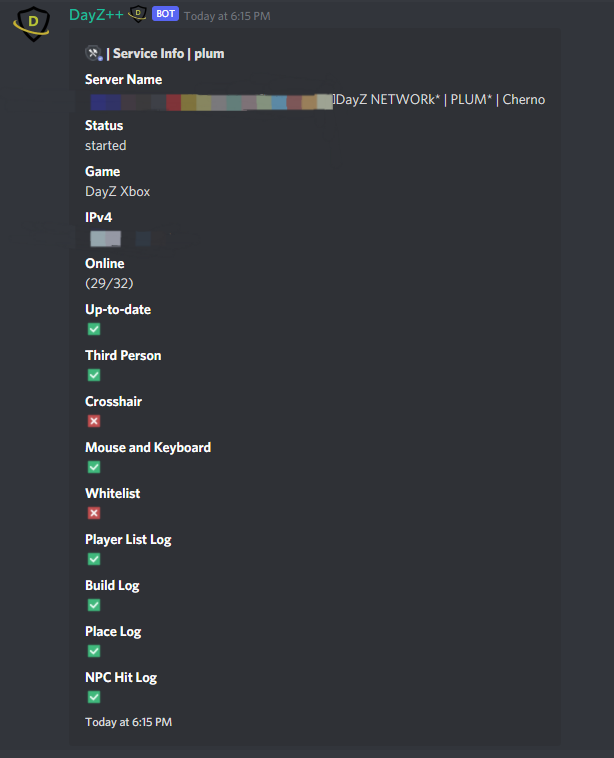 DayZ++ D BOT Today at 6:15 PM
D
| Service Info | plum
Server Name
]DayZ NETWORk* | PLUM* | Cherno
Status
started
Game
DayZ Xbox
IPv4
Online
(29/32)
Up-to-date
Third Person
Crosshair
Mouse and Keyboard
Whitelist
Player List Log
Build Log
Place Log
NPC Hit Log
Today at 6:15 PM